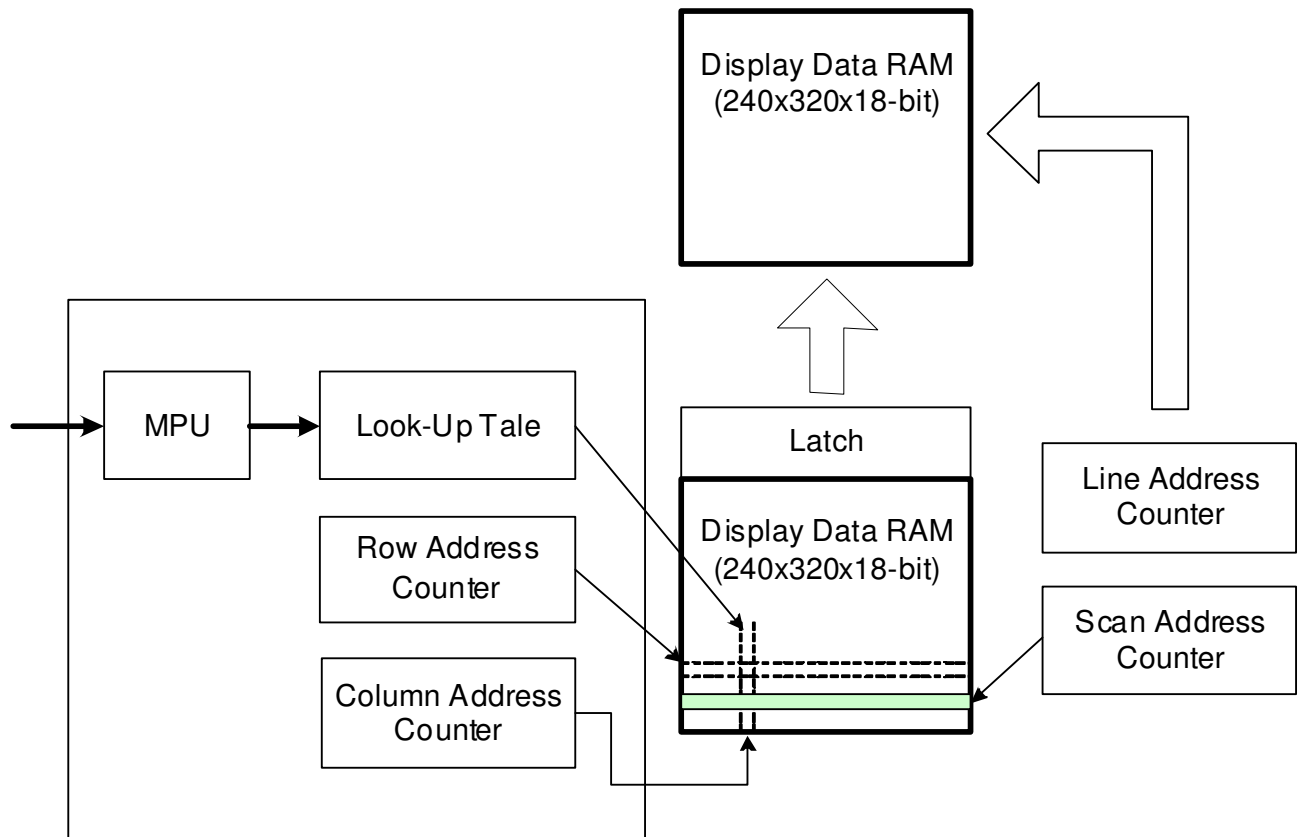 Display Data RAM
(240x320x18-bit)
MPU
Look-Up Tale
Latch
Line Address
Counter
Row Address
Counter
Display Data RAM
(240x320x18-bit)
Scan Address
Counter
Column Address
Counter